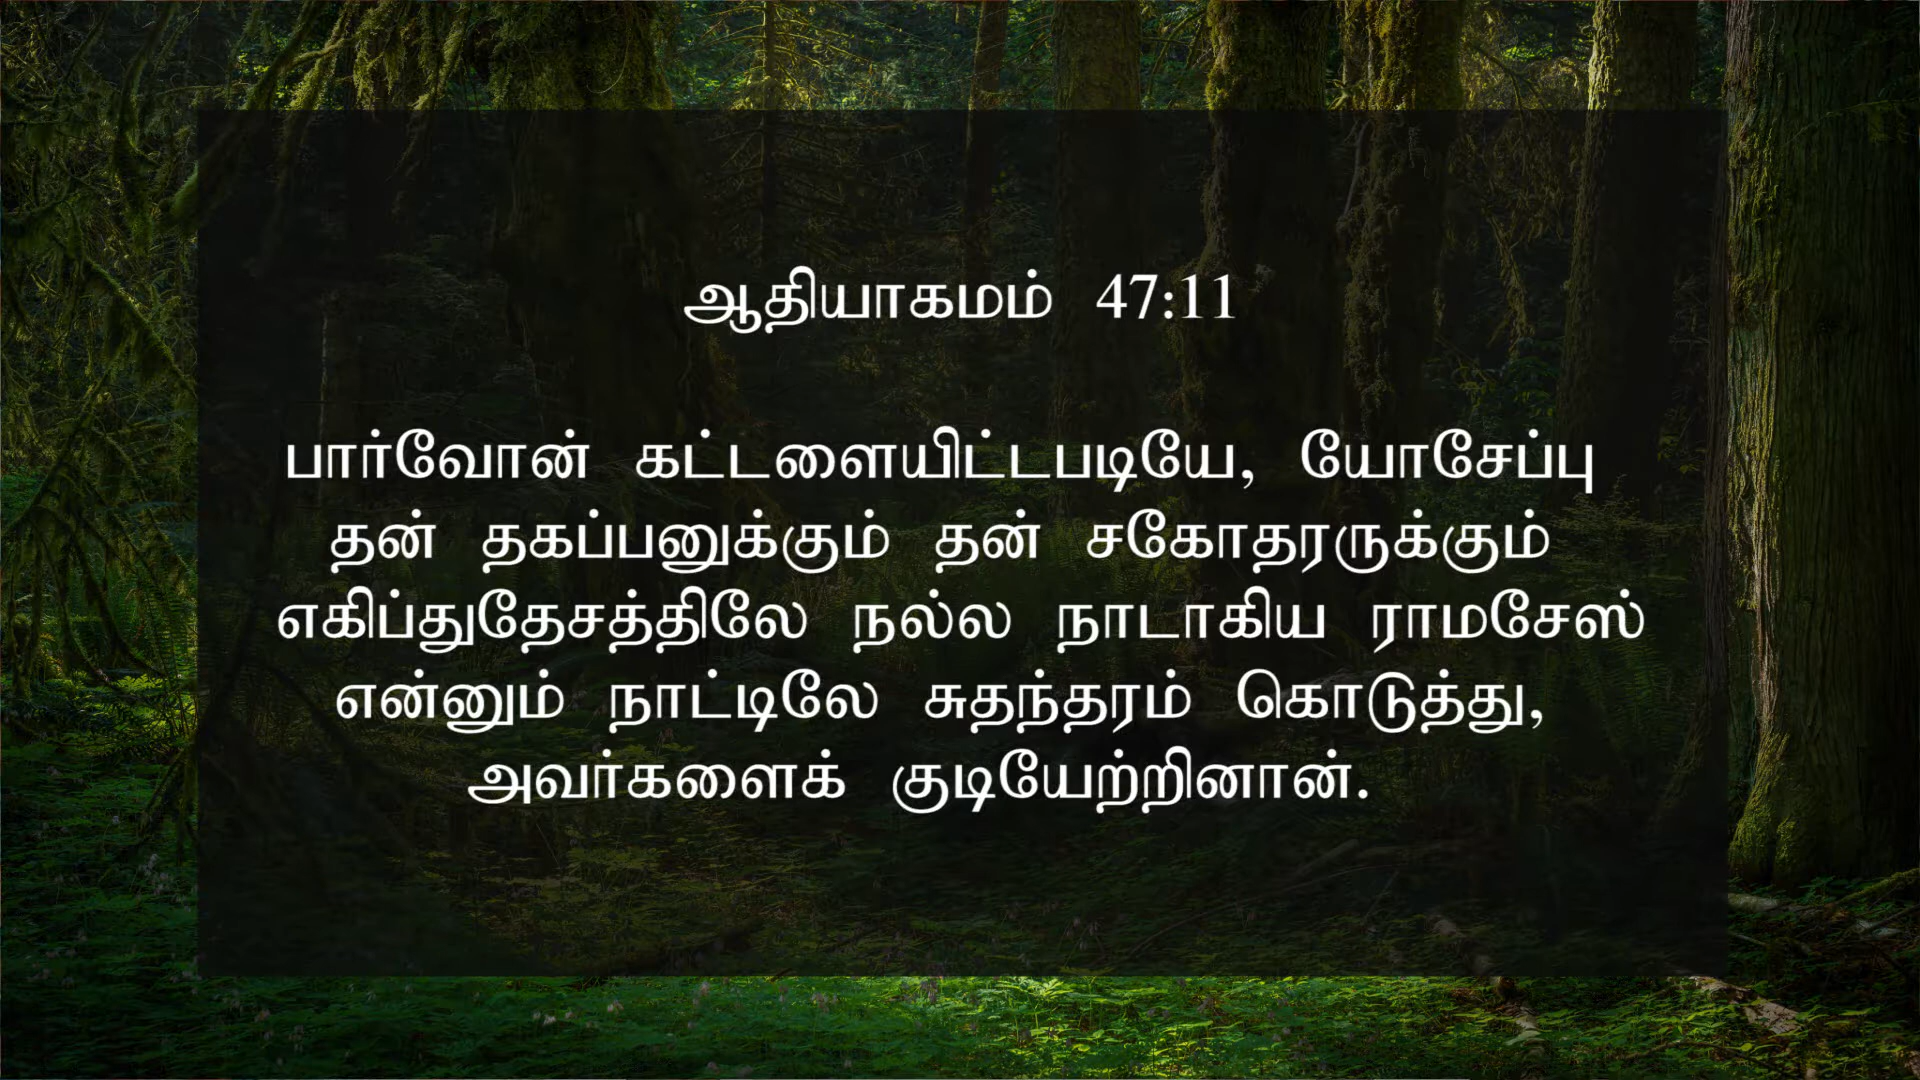 ஆதியாகமம் 47:11
பார்வோன் கட்டளையிட்டபடியே, யோசேப்பு
தன் தகப்பனுக்கும் தன் சகோதரருக்கும்
எகிப்துதேசத்திலே நல்ல நாடாகிய ராமசேஸ்
என்னும் நாட்டிலே சுதந்தரம் கொடுத்து,
அவர்களைக் குடியேற்றினான்.